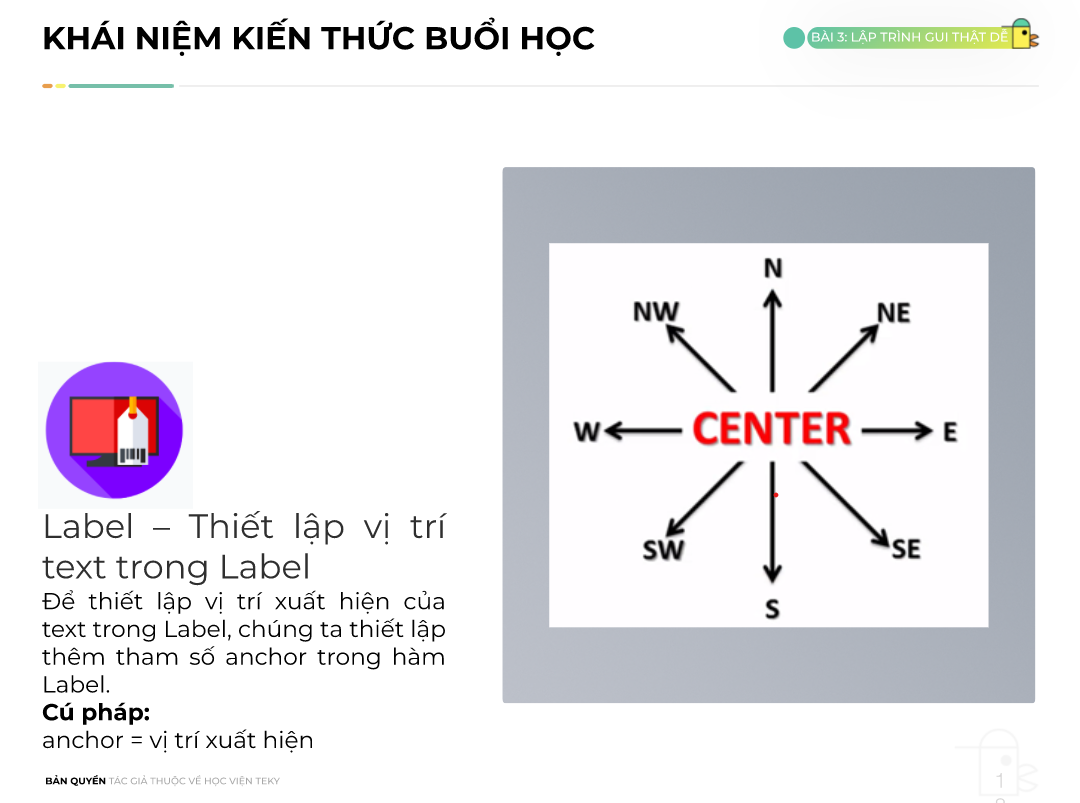 KHÁI NIỆM KIẾN THỨC BUỔI HỌC
BÀI 3: LẬP TRÌNH GUI THẬT DỄ
N
NW
NE
W
CENTER
E
SW
SE
S
Label – Thiết lập vị trí
text trong Label
Để thiết lập vị trí xuất hiện của
text trong Label, chúng ta thiết lập
thêm tham số anchor trong hàm
Label.
Cú pháp:
anchor = vị trí xuất hiện
BẢN QUYỀN TÁC GIẢ THUỘC VỀ HỌC VIỆN TEKY
1